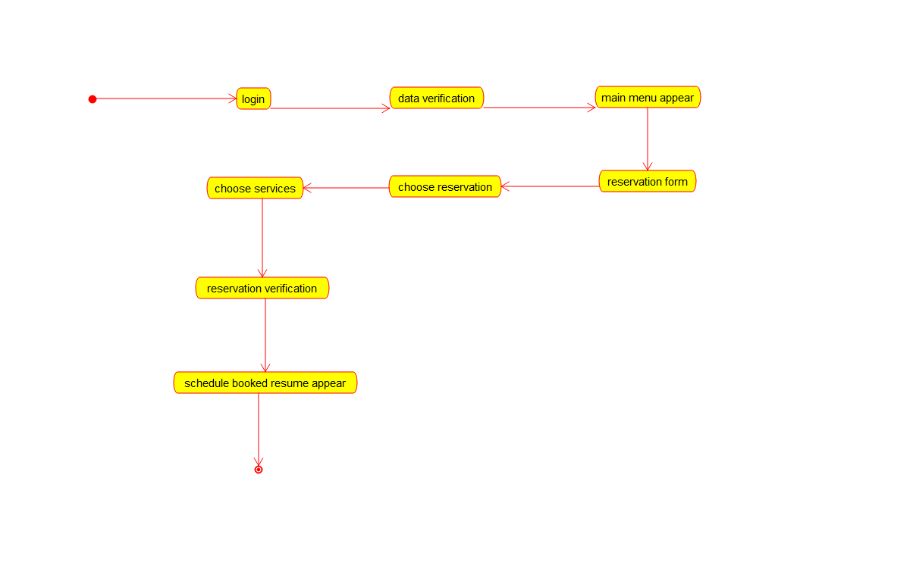 login
data verification
main menu appear
choose services
choose reservation
reservation form
reservation verification
schedule booked resume appear